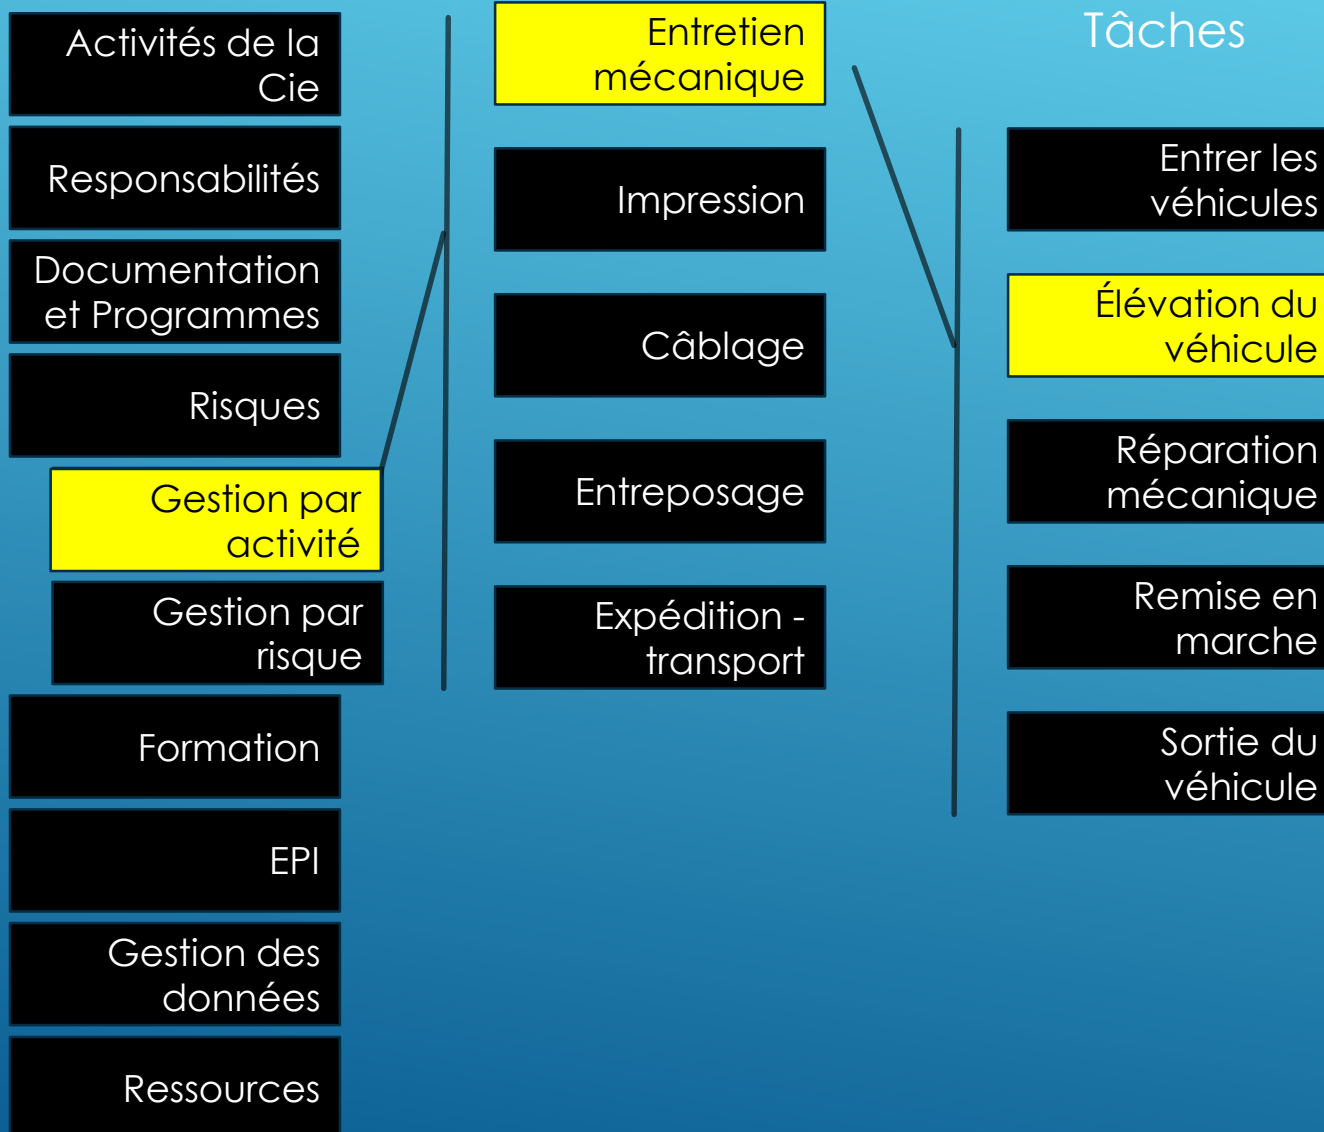 Activités de la
Cie
Responsabilités
Documentation
et Programmes
Risques
Gestion par
activité
Gestion par
risque
Formation
EPI
Gestion des
données
Ressources
Entretien
mécanique
Impression
Câblage
Entreposage
Expédition -
transport
Tâches
Entrer les
véhicules
Élévation du
véhicule
Réparation
mécanique
Remise en
marche
Sortie du
véhicule